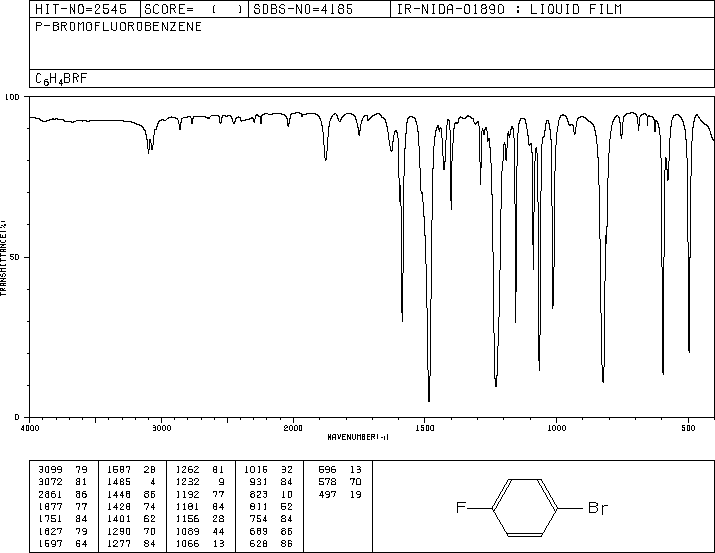 HIT-NO=2545 SCORE= ( ) SDBS-NO=4185 IR-NIDA-01890 : LIQUID FILM
P-BROMOFLUOROBENZENE
C6H4BRF
100
50
0
TRANSMITTANCE(%)
4000 3000 2000 1500 1000 500
WAVENUMBER(-1)
3099 79 1587 28 1262 81 1016 32 596 13
3072 81 1485 4 1232 9 931 84 578 70
2861 86 1448 86 1192 77 823 10 497 19
1877 77 1428 74 1181 84 811 52
1751 84 1401 62 1156 28 754 84
1627 79 1290 70 1089 44 689 86
1597 64 1277 84 1066 13 628 86
F Br